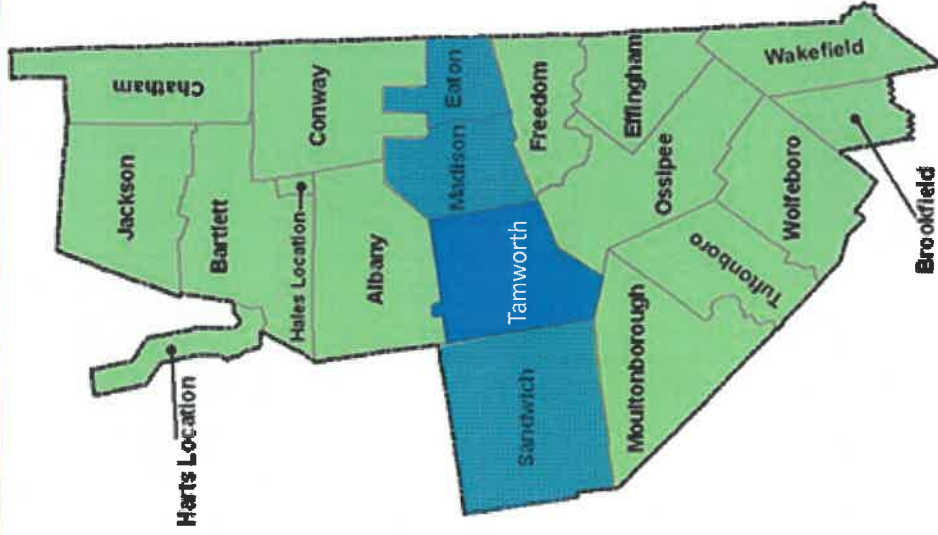 Chatham
Jackson
Conway
Bartlett
Hales Location
Harts Location
Albany
Eaton
Madison
Freedom
Effingham
Tamworth
Sandwich
Ossipee
Wakefield
Moultonborough
Tuftonboro
Wolfeboro
Brookfield